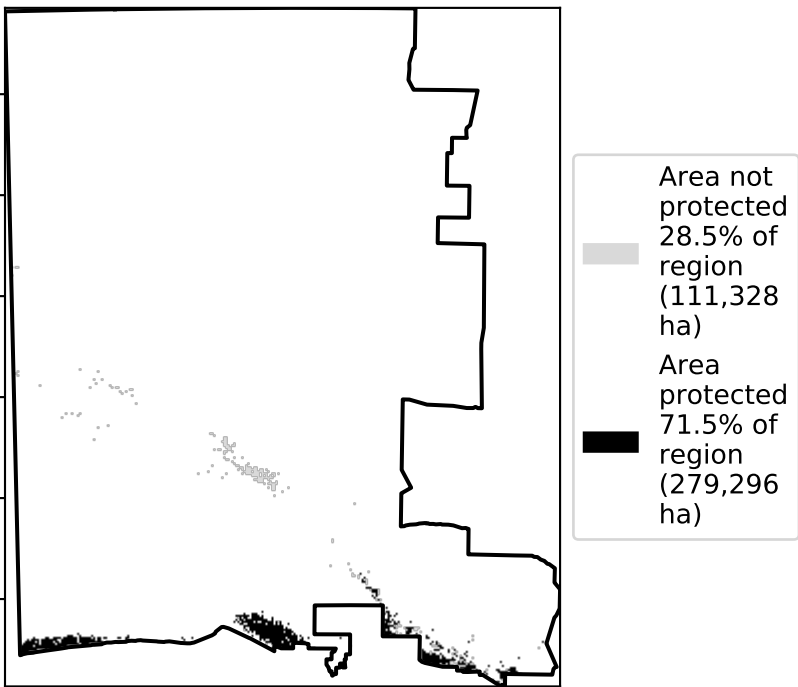 Area not
protected
28.5% of
region
(111,328
ha)
Area
protected
71.5% of
region
(279,296
ha)